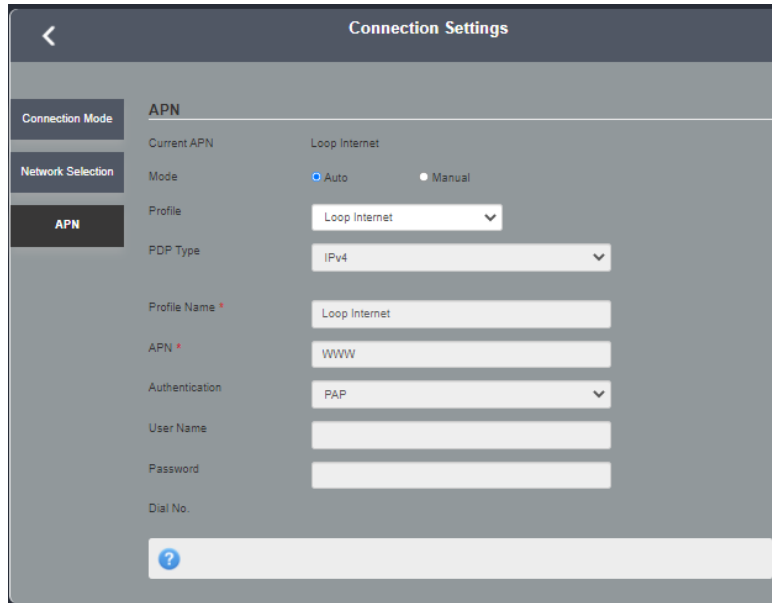 Connection Settings
Connection Mode
Network Selection
APN
APN
Current APN Loop Internet
Mode Auto Manual
Profile Loop Internet
PDP Type IPv4
Profile Name * Loop Internet
APN * WWW
Authentication PAP
User Name
Password
Dial No.
?